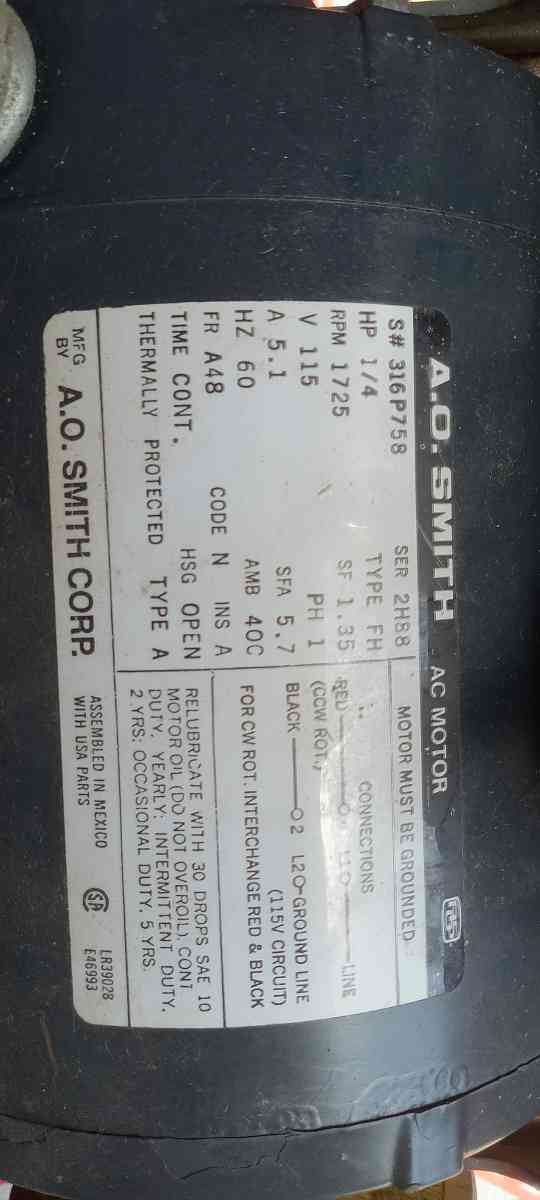 A.O. SMITH AC MOTOR
S# 316P758 SER 2H88
HP 1/4 TYPE FH
RPM 1725 SF 1.35
V 115 PH 1
A 5.1 SFA 5.7
HZ 60 AMB 40C
FR A48 CODE N INS A
TIME CONT. HSG OPEN
THERMALLY PROTECTED TYPE A
MOTOR MUST BE GROUNDED
CONNECTIONS
RED LINE
(CCW ROT.)
BLACK 2 L2 GROUND LINE
(115V CIRCUIT)
FOR CW ROT. INTERCHANGE RED & BLACK
RELUBRICATE WITH 30 DROPS SAE 10
MOTOR OIL (DO NOT OVEROIL), CONT
DUTY, YEARLY: INTERMITTENT DUTY,
2 YRS: OCCASIONAL DUTY, 5 YRS.
MFG
BY A.O. SMITH CORP.
ASSEMBLED IN MEXICO
WITH USA PARTS
LR39028
E46993